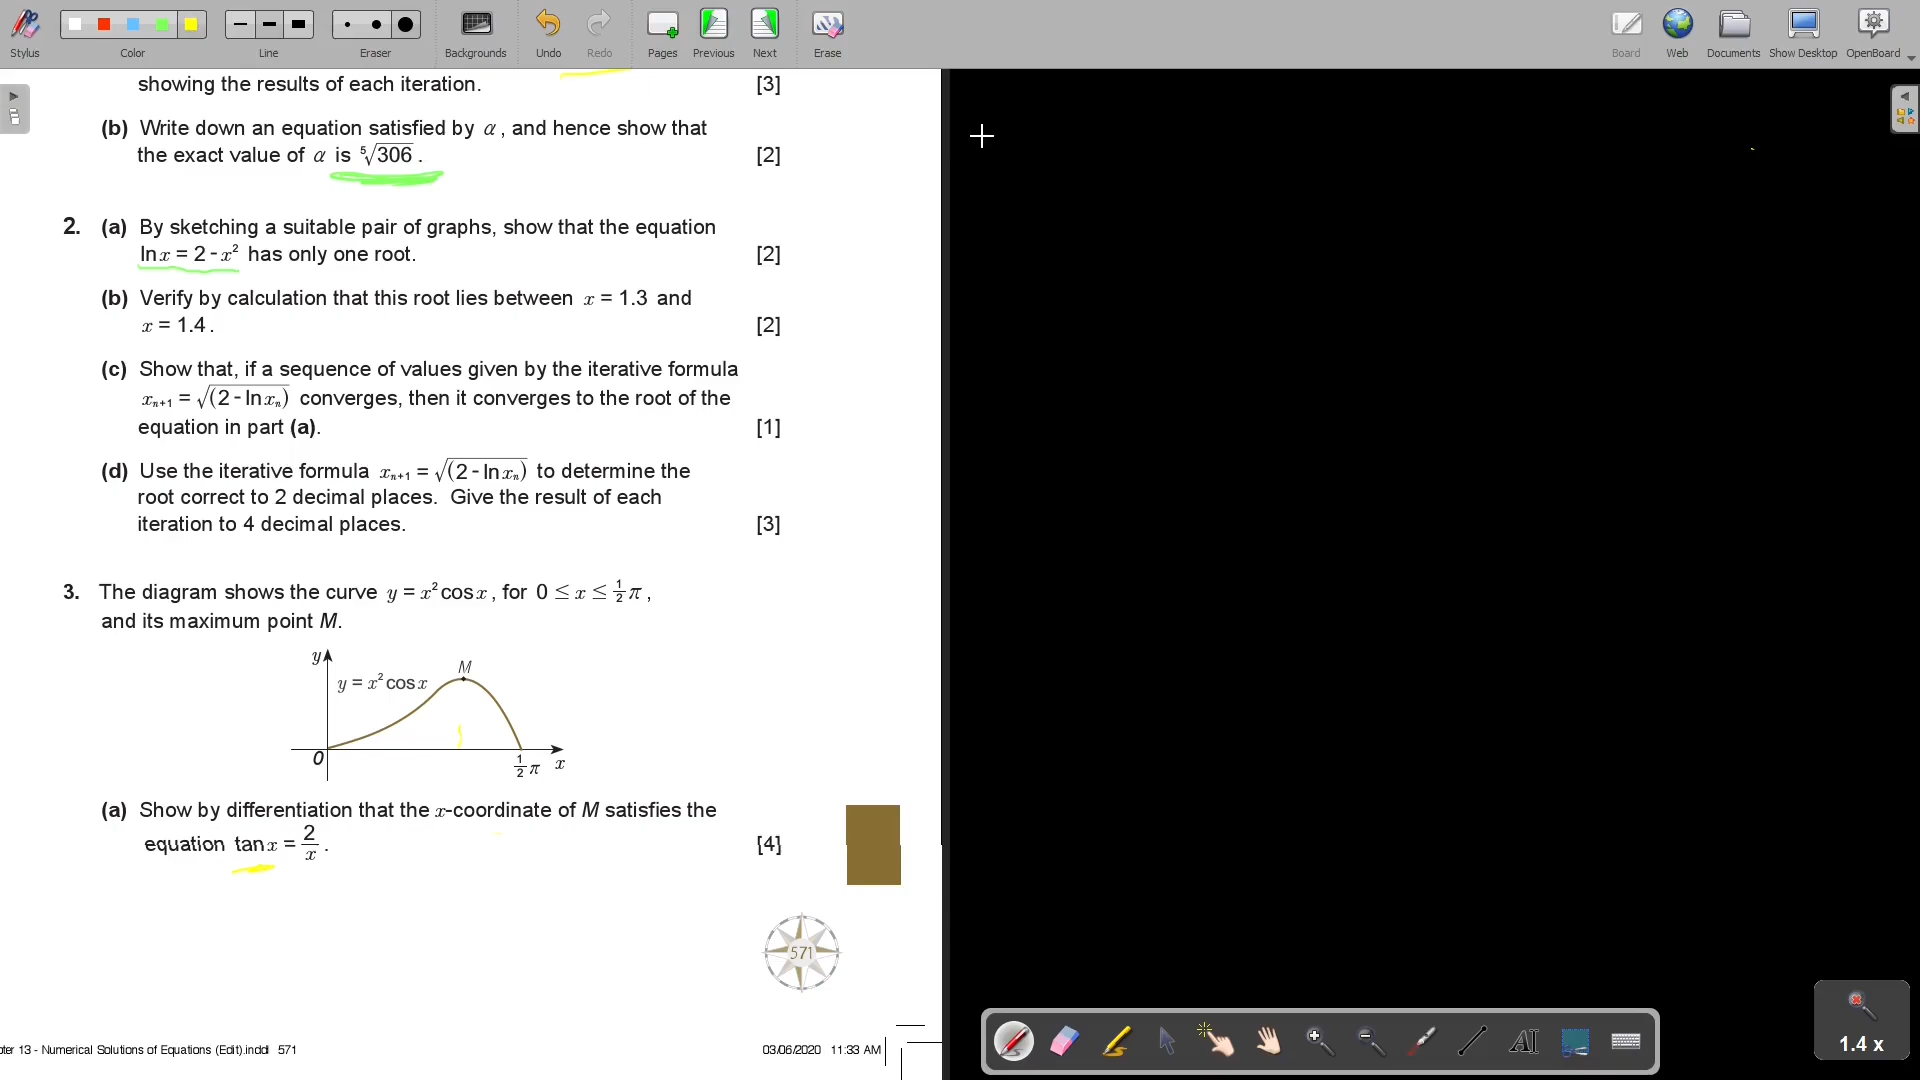 Stylus Color Line Eraser Backgrounds Undo Redo Pages Previous Next Erase Board Web Documents Show Desktop OpenBoard
showing the results of each iteration. [3]
(b) Write down an equation satisfied by α, and hence show that
the exact value of α is ⁵√306. [2]
2. (a) By sketching a suitable pair of graphs, show that the equation
ln x = 2 - x² has only one root. [2]
(b) Verify by calculation that this root lies between x = 1.3 and
x = 1.4. [2]
(c) Show that, if a sequence of values given by the iterative formula
xₙ₊₁ = √(2 - ln xₙ) converges, then it converges to the root of the
equation in part (a). [1]
(d) Use the iterative formula xₙ₊₁ = √(2 - ln xₙ) to determine the
root correct to 2 decimal places. Give the result of each
iteration to 4 decimal places. [3]
3. The diagram shows the curve y = x² cos x, for 0 ≤ x ≤ ½π,
and its maximum point M.
y
M
y = x² cos x
0
½π x
(a) Show by differentiation that the x-coordinate of M satisfies the
equation tan x = 2/x. [4]
571
pter 13 - Numerical Solutions of Equations (Edit).indd 571 03/06/2020 11:33 AM
1.4 x